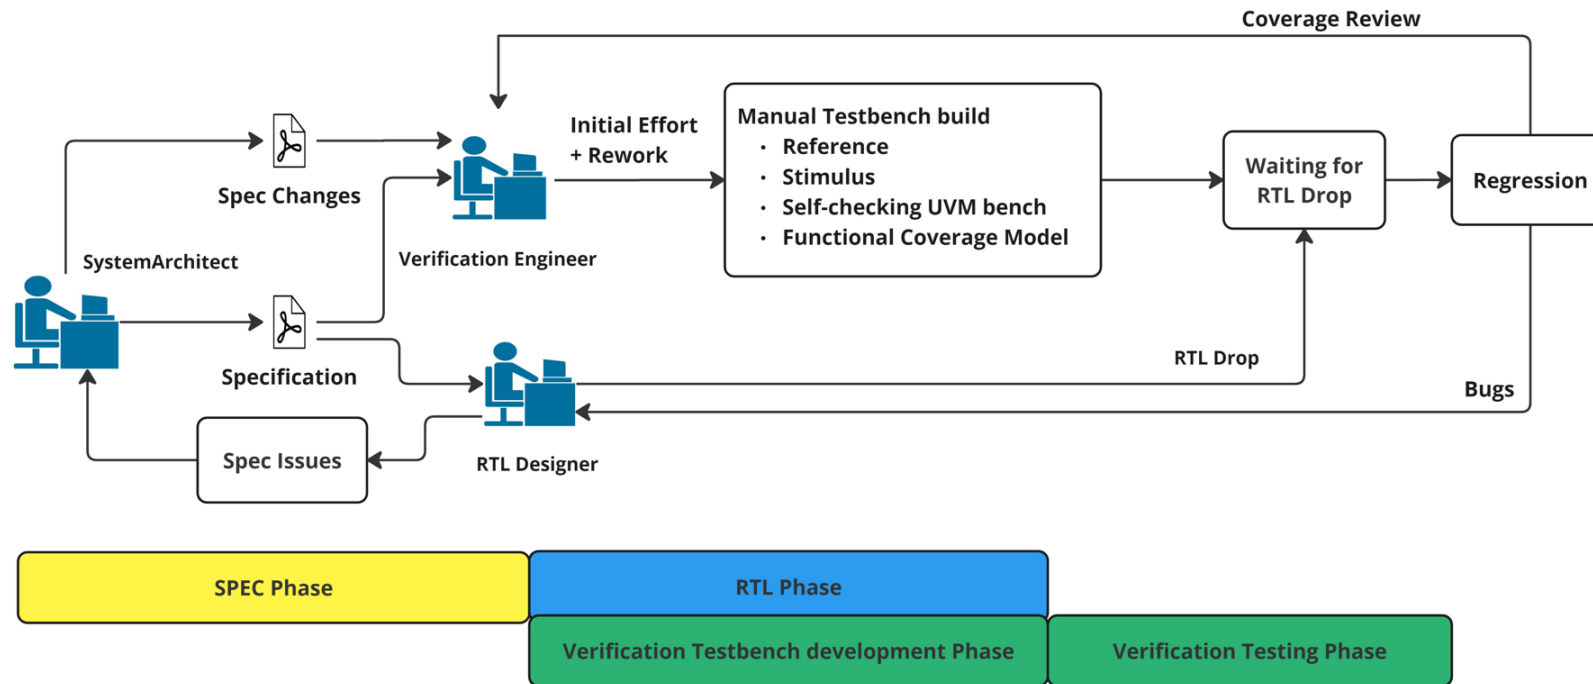 Coverage Review
Initial Effort
+ Rework
Manual Testbench build
· Reference
· Stimulus
· Self-checking UVM bench
· Functional Coverage Model
Waiting for
RTL Drop
Regression
Spec Changes
SystemArchitect
Verification Engineer
Specification
RTL Drop
Bugs
Spec Issues
RTL Designer
SPEC Phase
RTL Phase
Verification Testbench development Phase
Verification Testing Phase